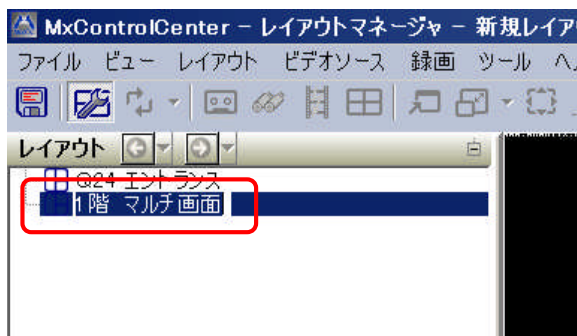 MxControlCenter - レイアウトマネージャ - 新規レイア
ファイル ビュー レイアウト ビデオソース 録画 ツール ヘ
レイアウト
Q24 エントランス
1階 マルチ画面